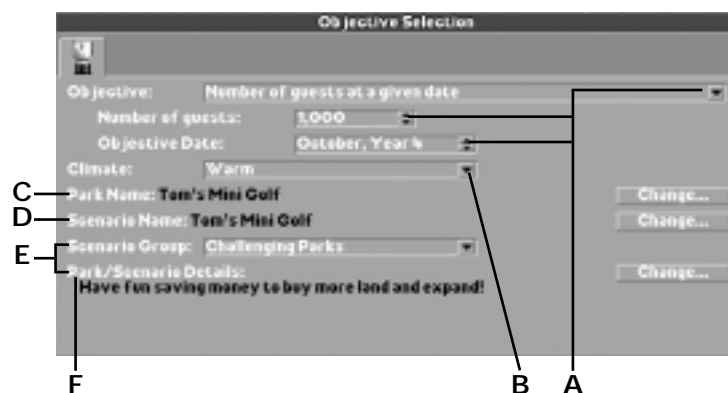 Objective Selection
Objective: Number of guests at a given date
Number of guests: 1,000
Objective Date: October, Year 4
Climate: Warm
C Park Name: Tom's Mini Golf Change...
D Scenario Name: Tom's Mini Golf Change...
E Scenario Group: Challenging Parks
Park/Scenario Details: Change...
Have fun saving money to buy more land and expand!
F B A